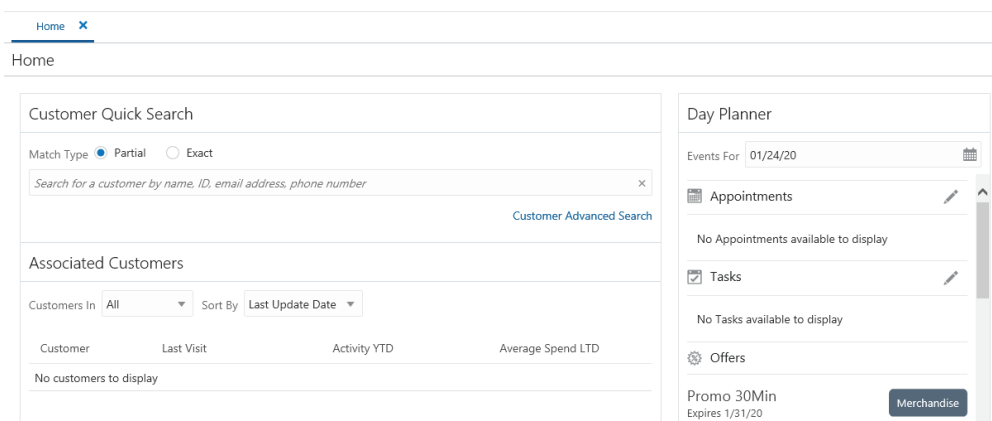 Home
Home
Customer Quick Search
Match Type Partial Exact
Search for a customer by name, ID, email address, phone number
Customer Advanced Search
Associated Customers
Customers In All Sort By Last Update Date
Customer Last Visit Activity YTD Average Spend LTD
No customers to display
Day Planner
Events For 01/24/20
Appointments
No Appointments available to display
Tasks
No Tasks available to display
Offers
Promo 30Min
Expires 1/31/20
Merchandise